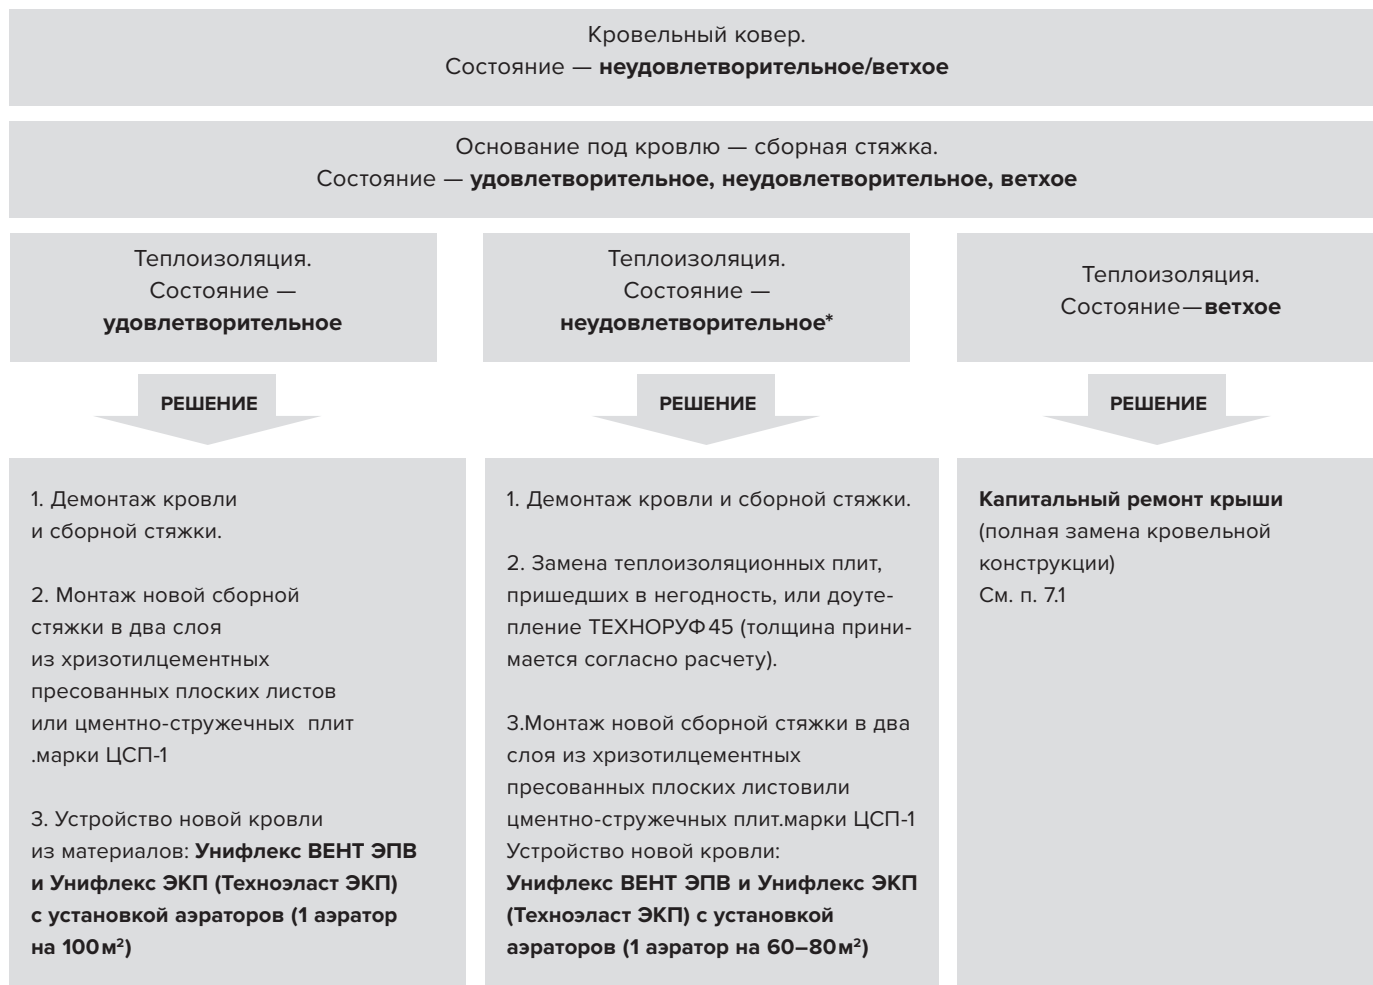 Кровельный ковер.
Состояние — неудовлетворительное/ветхое
Основание под кровлю — сборная стяжка.
Состояние — удовлетворительное, неудовлетворительное, ветхое
Теплоизоляция.
Состояние —
удовлетворительное
Теплоизоляция.
Состояние —
неудовлетворительное*
Теплоизоляция.
Состояние — ветхое
РЕШЕНИЕ
РЕШЕНИЕ
РЕШЕНИЕ
1. Демонтаж кровли
и сборной стяжки.
2. Монтаж новой сборной
стяжки в два слоя
из хризотилцементных
пресованных плоских листов
или цментно-стружечных плит
.марки ЦСП-1
3. Устройство новой кровли
из материалов: Унифлекс ВЕНТ ЭПВ
и Унифлекс ЭКП (Техноэласт ЭКП)
с установкой аэраторов (1 аэратор
на 100 м²)
1. Демонтаж кровли и сборной стяжки.
2. Замена теплоизоляционных плит,
пришедших в негодность, или доуте-
пление ТЕХНОРУФ 45 (толщина прини-
мается согласно расчету).
3.Монтаж новой сборной стяжки в два
слоя из хризотилцементных
пресованных плоских листовили
цментно-стружечных плит.марки ЦСП-1
Устройство новой кровли:
Унифлекс ВЕНТ ЭПВ и Унифлекс ЭКП
(Техноэласт ЭКП) с установкой
аэраторов (1 аэратор на 60–80 м²)
Капитальный ремонт крыши
(полная замена кровельной
конструкции)
См. п. 7.1